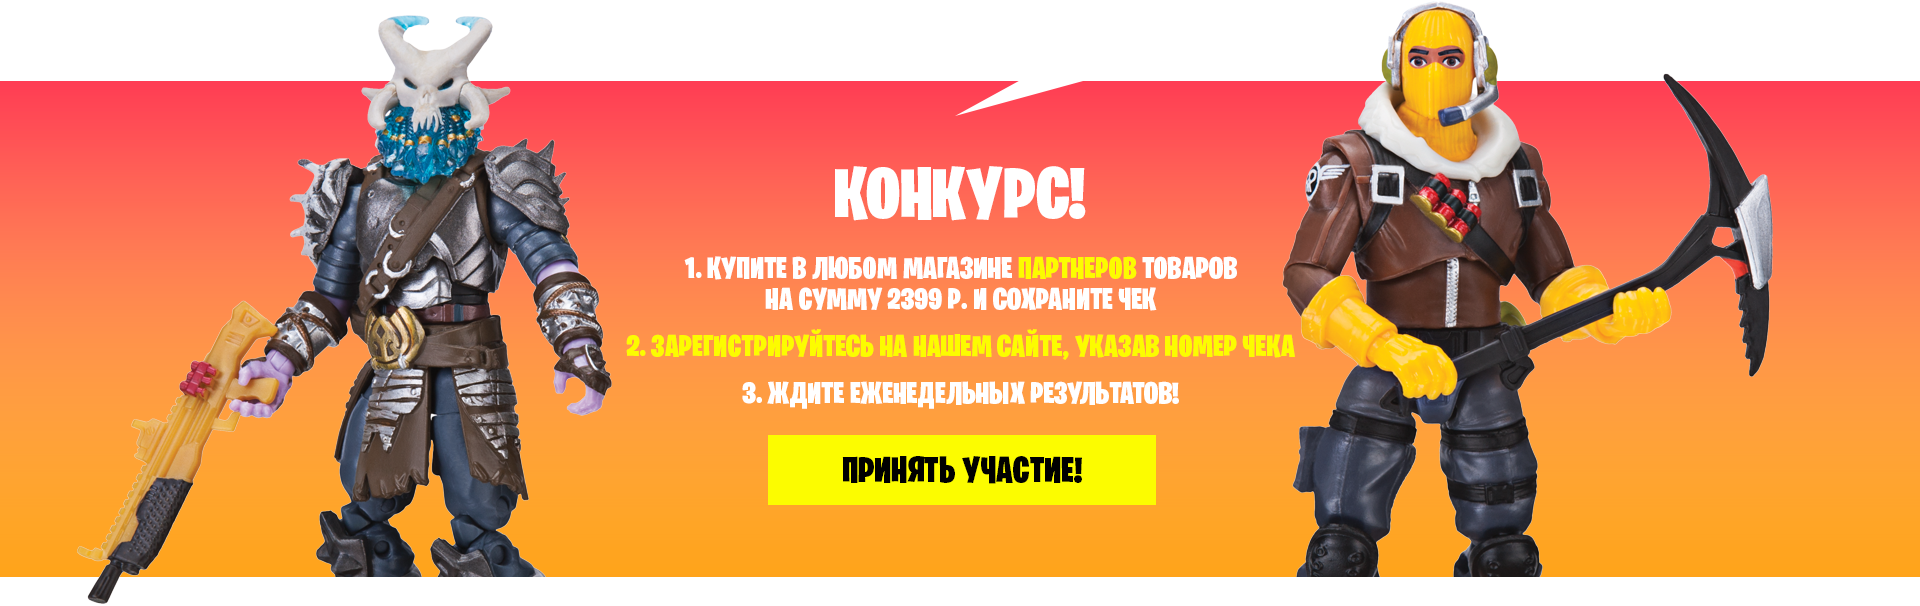 КОНКУРС!
1. КУПИТЕ В ЛЮБОМ МАГАЗИНЕ ПАРТНЕРОВ ТОВАРОВ
НА СУММУ 2399 Р. И СОХРАНИТЕ ЧЕК
2. ЗАРЕГИСТРИРУЙТЕСЬ НА НАШЕМ САЙТЕ, УКАЗАВ НОМЕР ЧЕКА
3. ЖДИТЕ ЕЖЕНЕДЕЛЬНЫХ РЕЗУЛЬТАТОВ!
ПРИНЯТЬ УЧАСТИЕ!